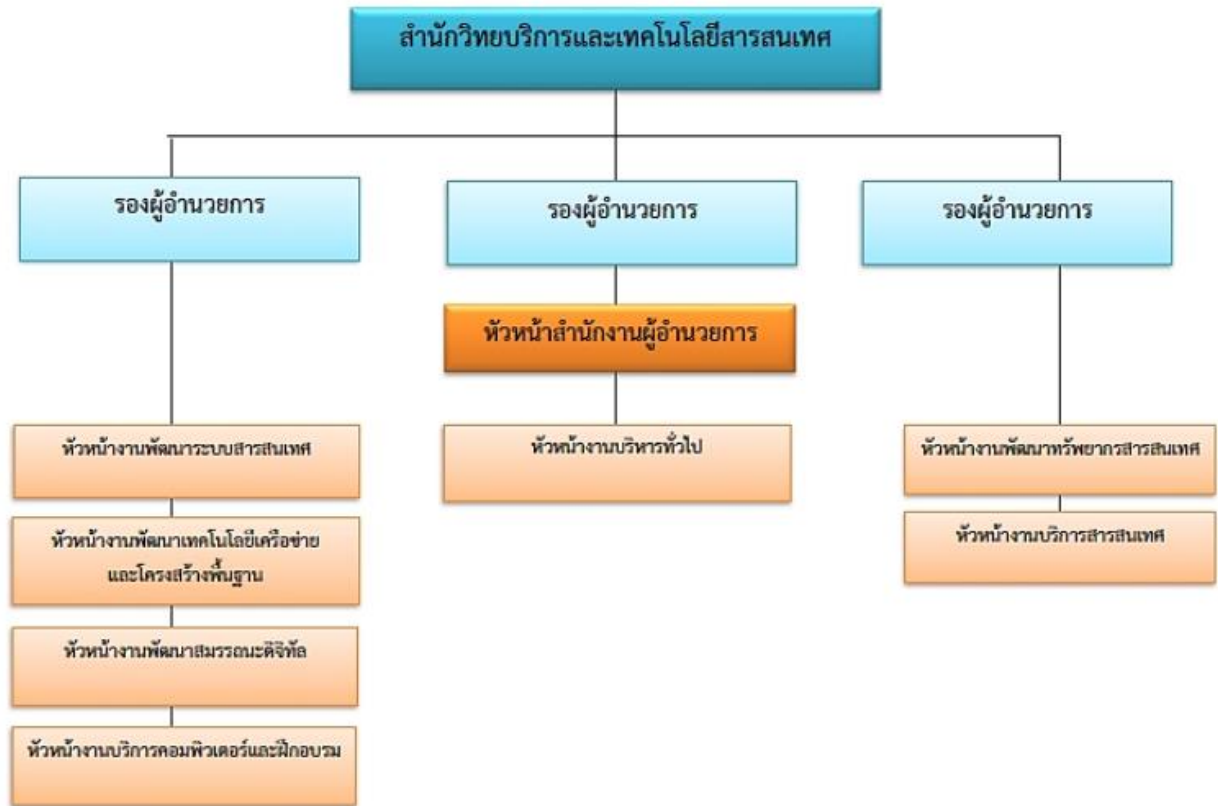 สำนักวิทยบริการและเทคโนโลยีสารสนเทศ
รองผู้อำนวยการ
รองผู้อำนวยการ
รองผู้อำนวยการ
หัวหน้าสำนักงานผู้อำนวยการ
หัวหน้างานพัฒนาระบบสารสนเทศ
หัวหน้างานพัฒนาเทคโนโลยีเครือข่าย
และโครงสร้างพื้นฐาน
หัวหน้างานพัฒนาสมรรถนะดิจิทัล
หัวหน้างานบริการคอมพิวเตอร์และฝึกอบรม
หัวหน้างานบริหารทั่วไป
หัวหน้างานพัฒนาทรัพยากรสารสนเทศ
หัวหน้างานบริการสารสนเทศ